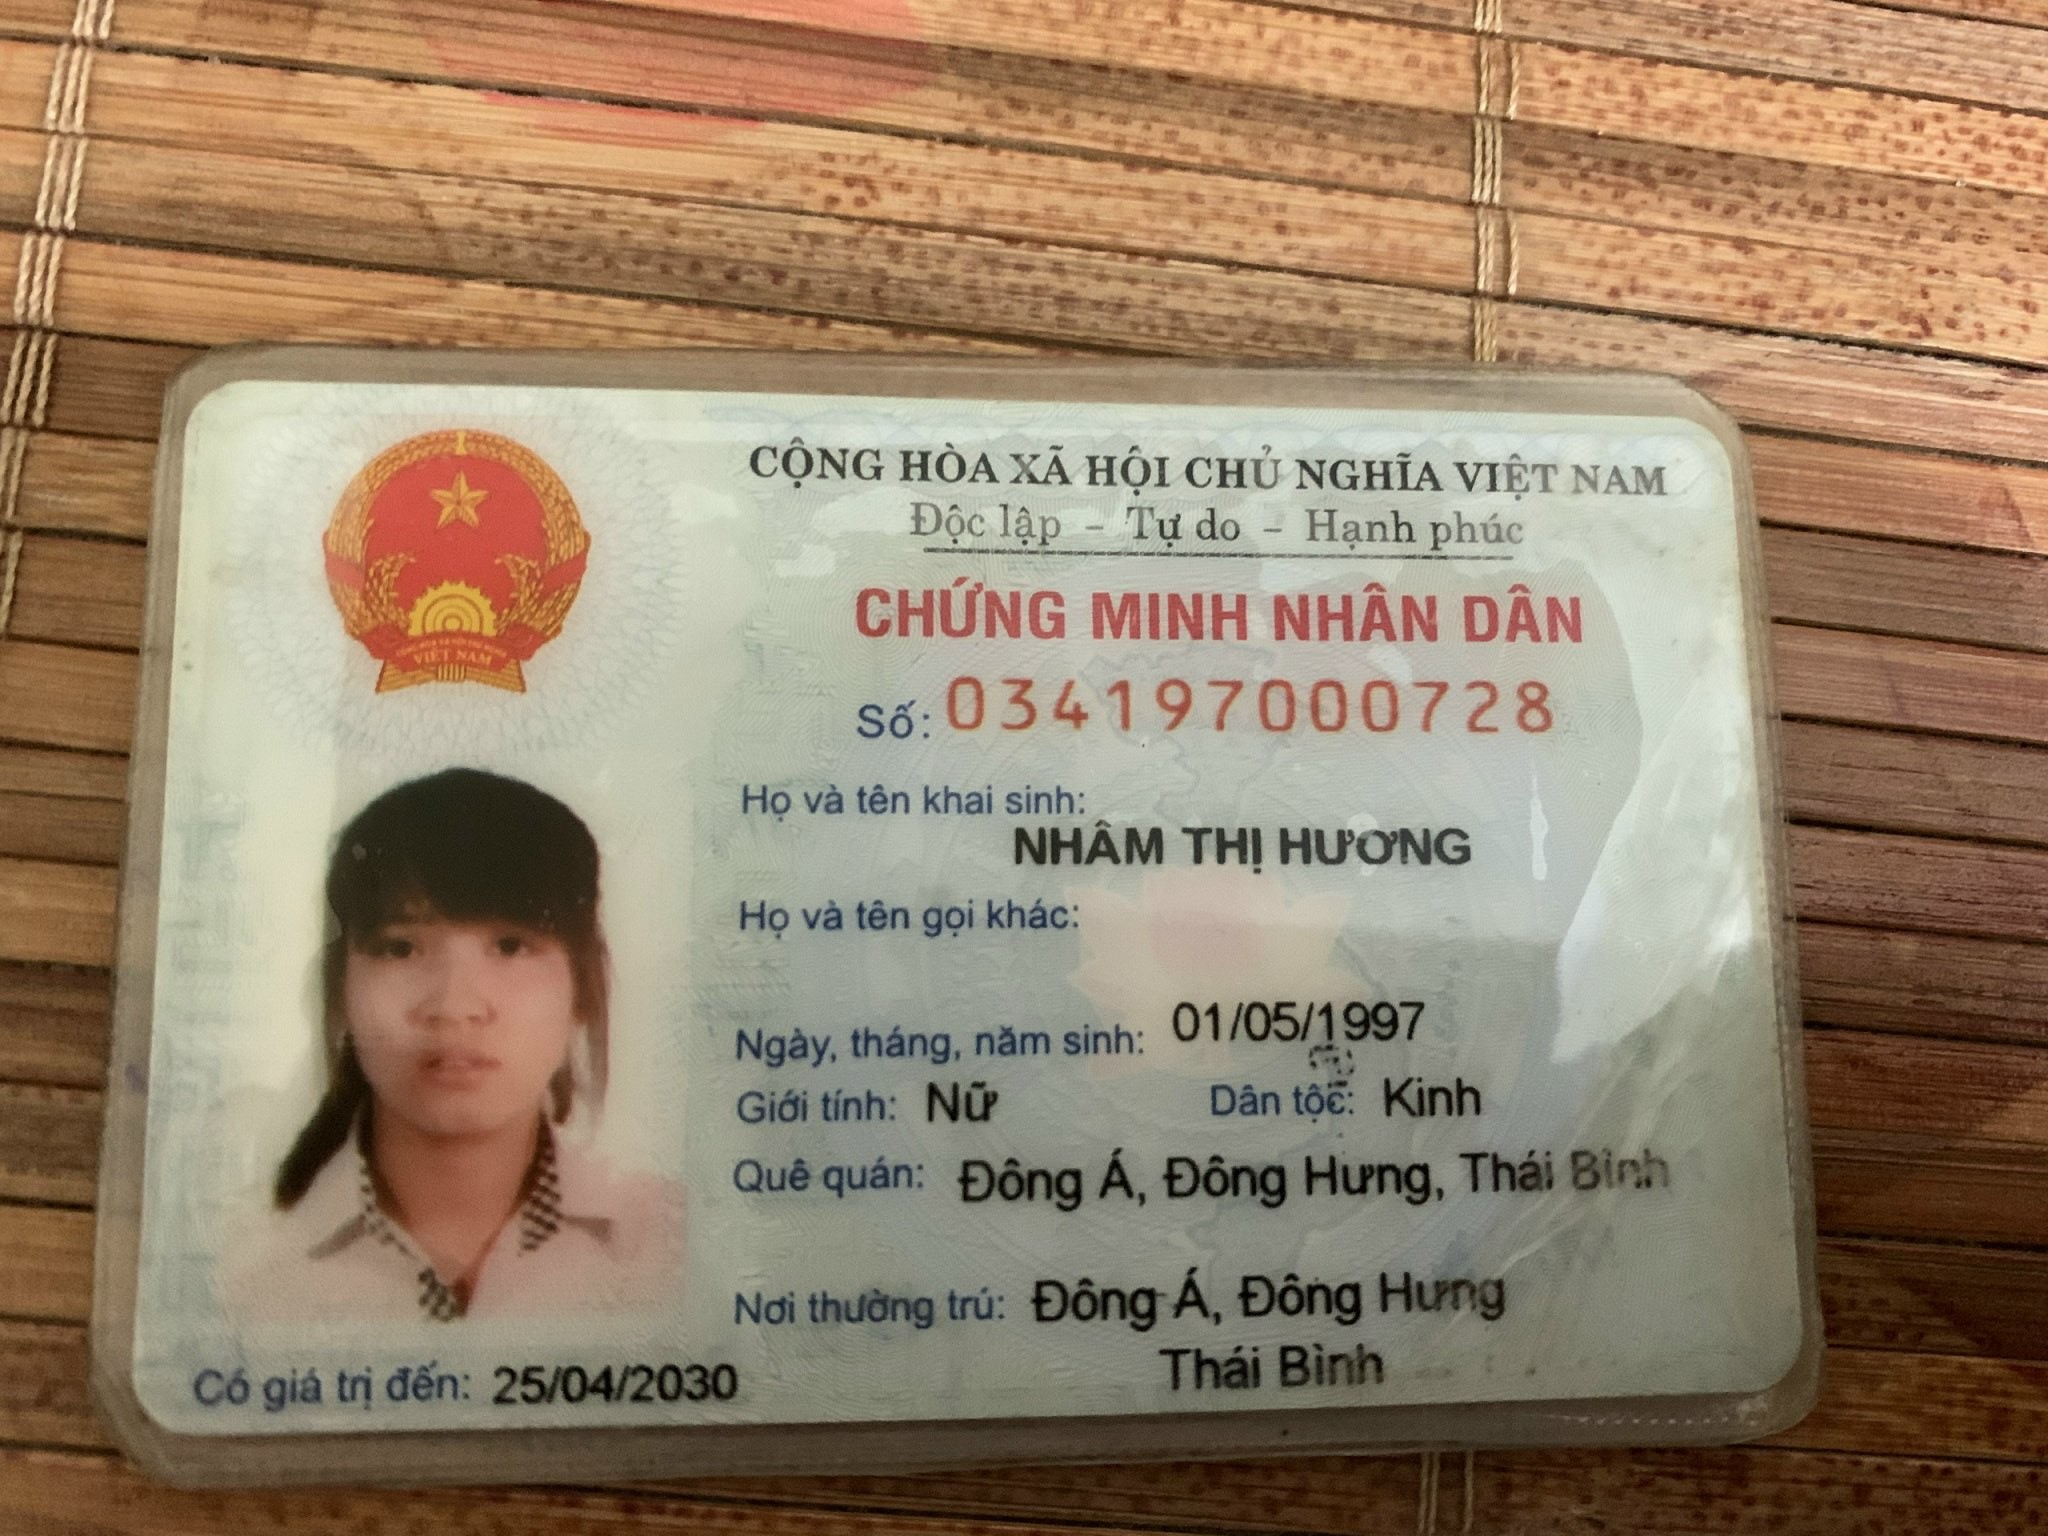 CỘNG HÒA XÃ HỘI CHỦ NGHĨA VIỆT NAM
Độc lập - Tự do - Hạnh phúc
CHỨNG MINH NHÂN DÂN
Số: 034197000728
VIỆT NAM
Họ và tên khai sinh:
NHÂM THỊ HƯƠNG
Họ và tên gọi khác:
Ngày, tháng, năm sinh: 01/05/1997
Giới tính: Nữ Dân tộc: Kinh
Quê quán: Đông Á, Đông Hưng, Thái Bình
Nơi thường trú: Đông Á, Đông Hưng
Thái Bình
Có giá trị đến: 25/04/2030